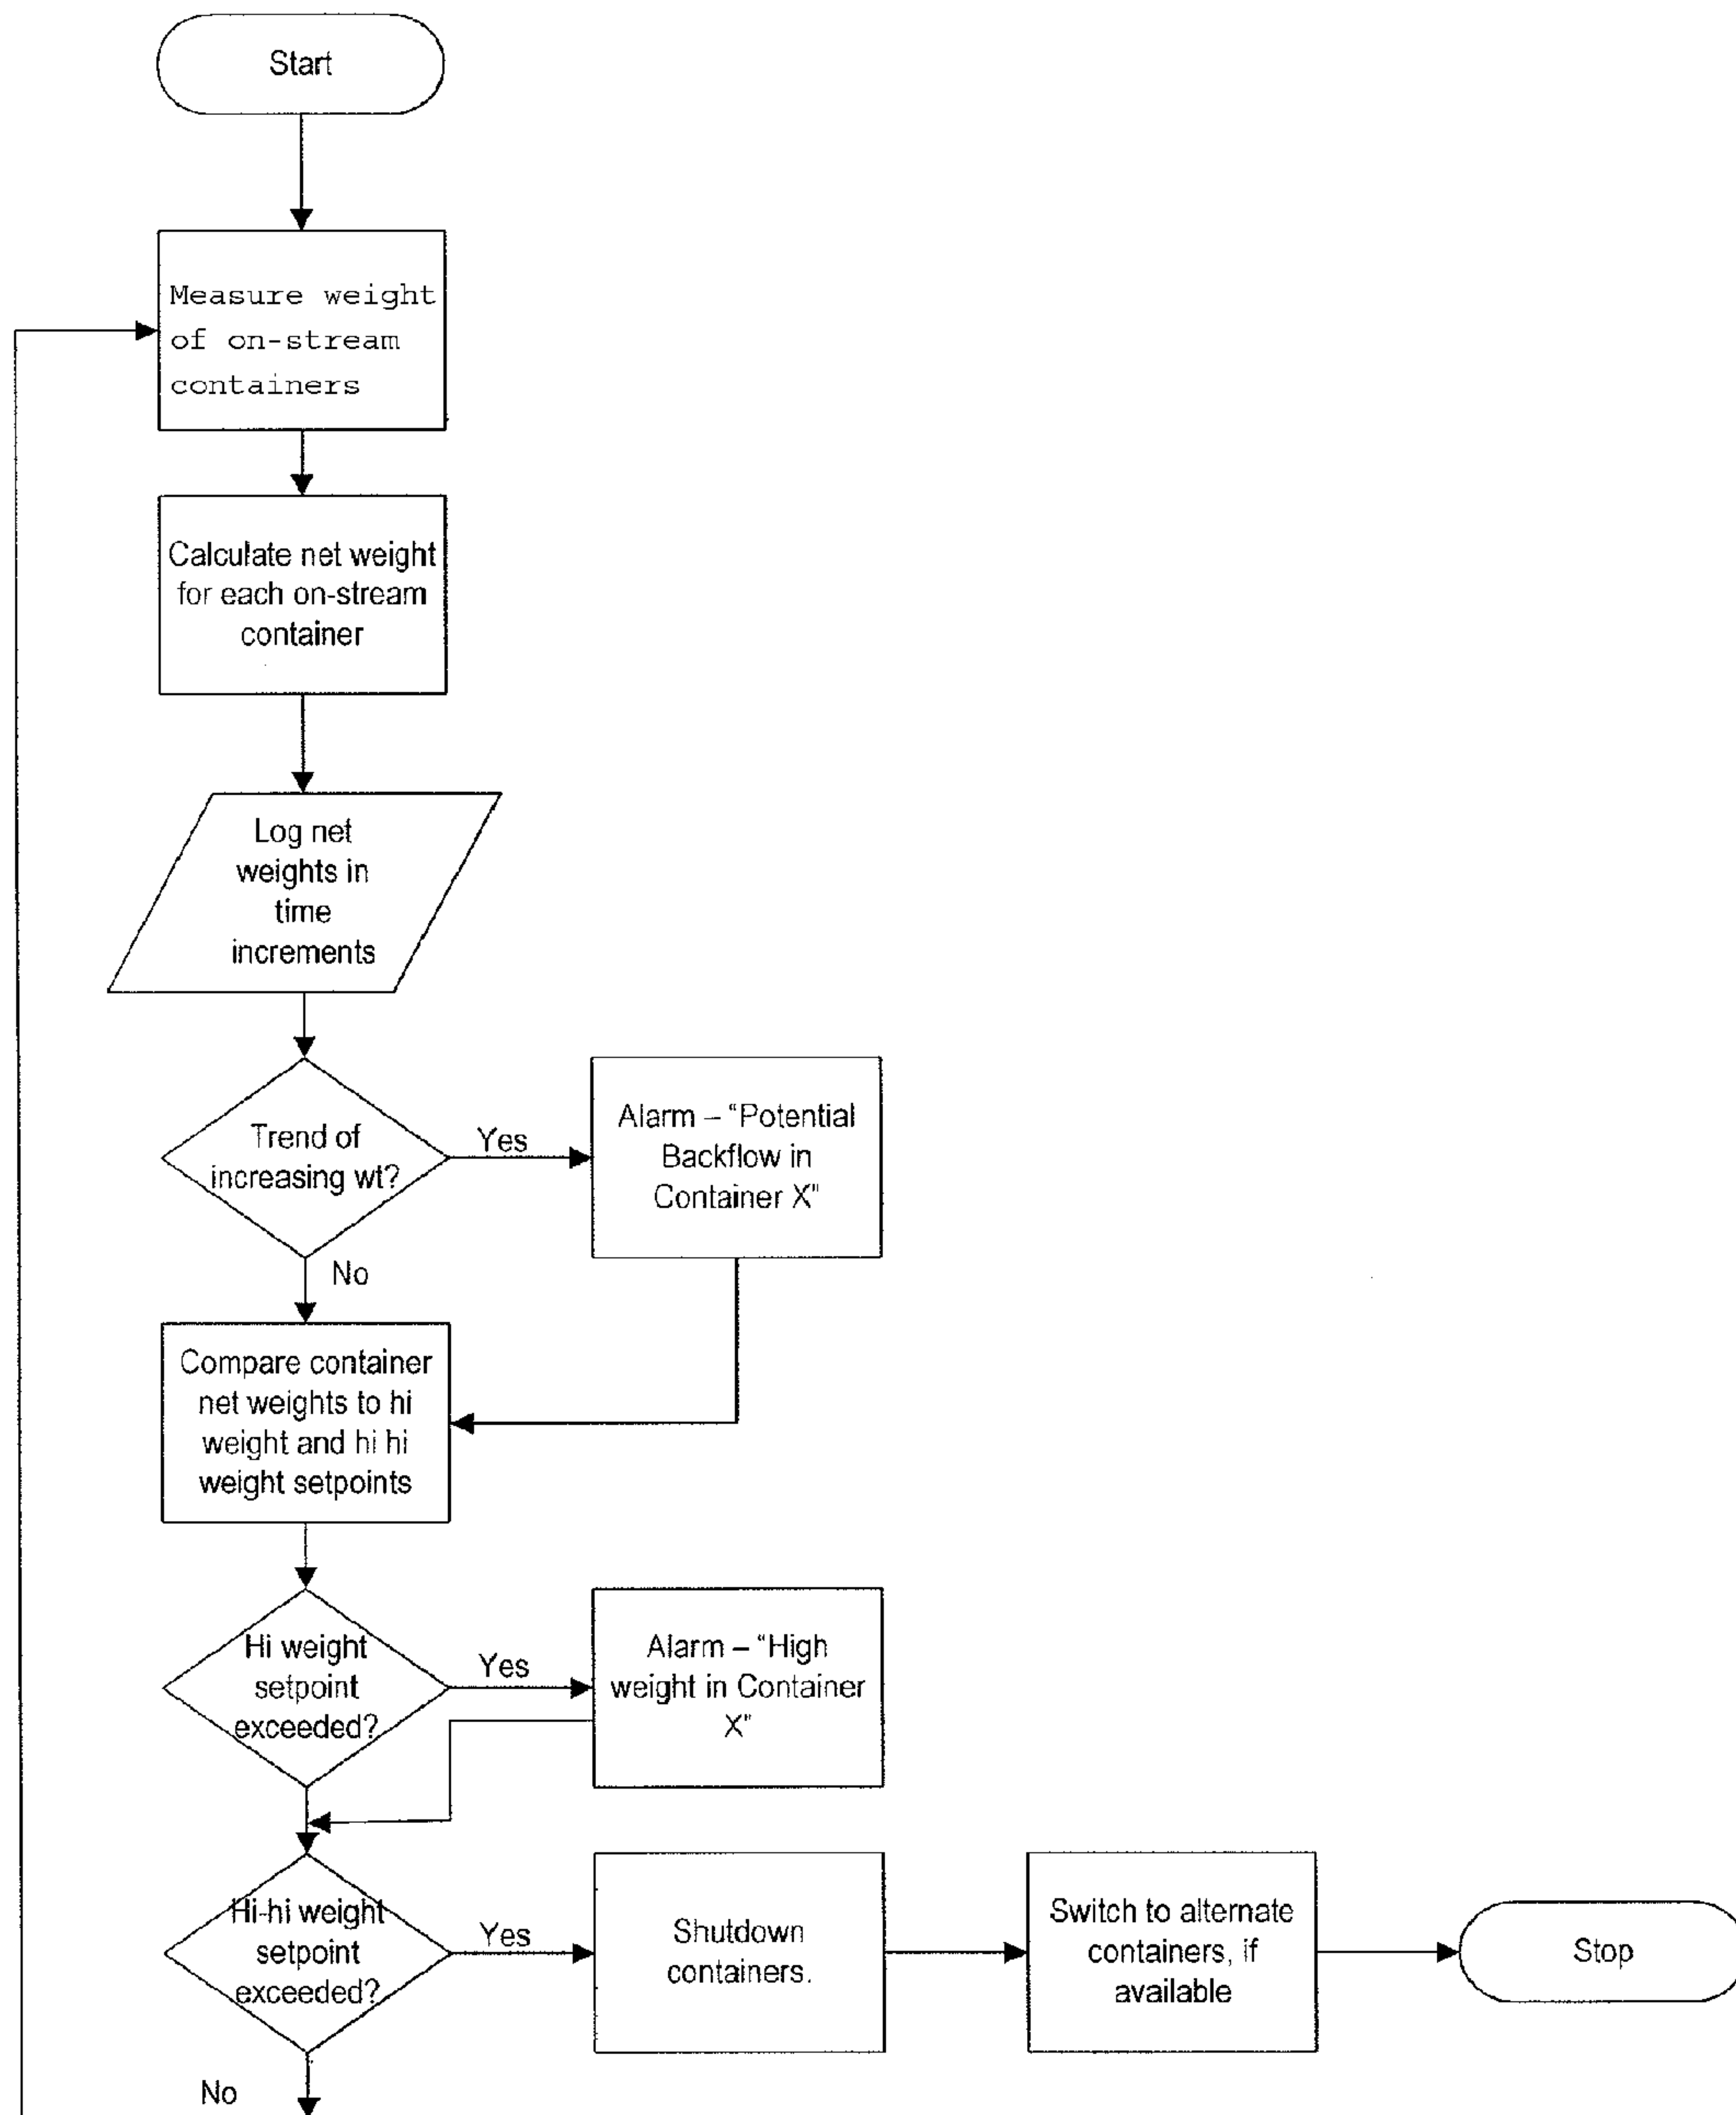 Start
Measure weight
of on-stream
containers
Calculate net weight
for each on-stream
container
Log net
weights in
time
increments
Trend of
increasing wt?
Yes
Alarm – “Potential
Backflow in
Container X"
No
Compare container
net weights to hi
weight and hi hi
weight setpoints
Hi weight
setpoint
exceeded?
Yes
Alarm – “High
weight in Container
X"
Hi-hi weight
setpoint
exceeded?
Yes
Shutdown
containers.
Switch to alternate
containers, if
available
Stop
No